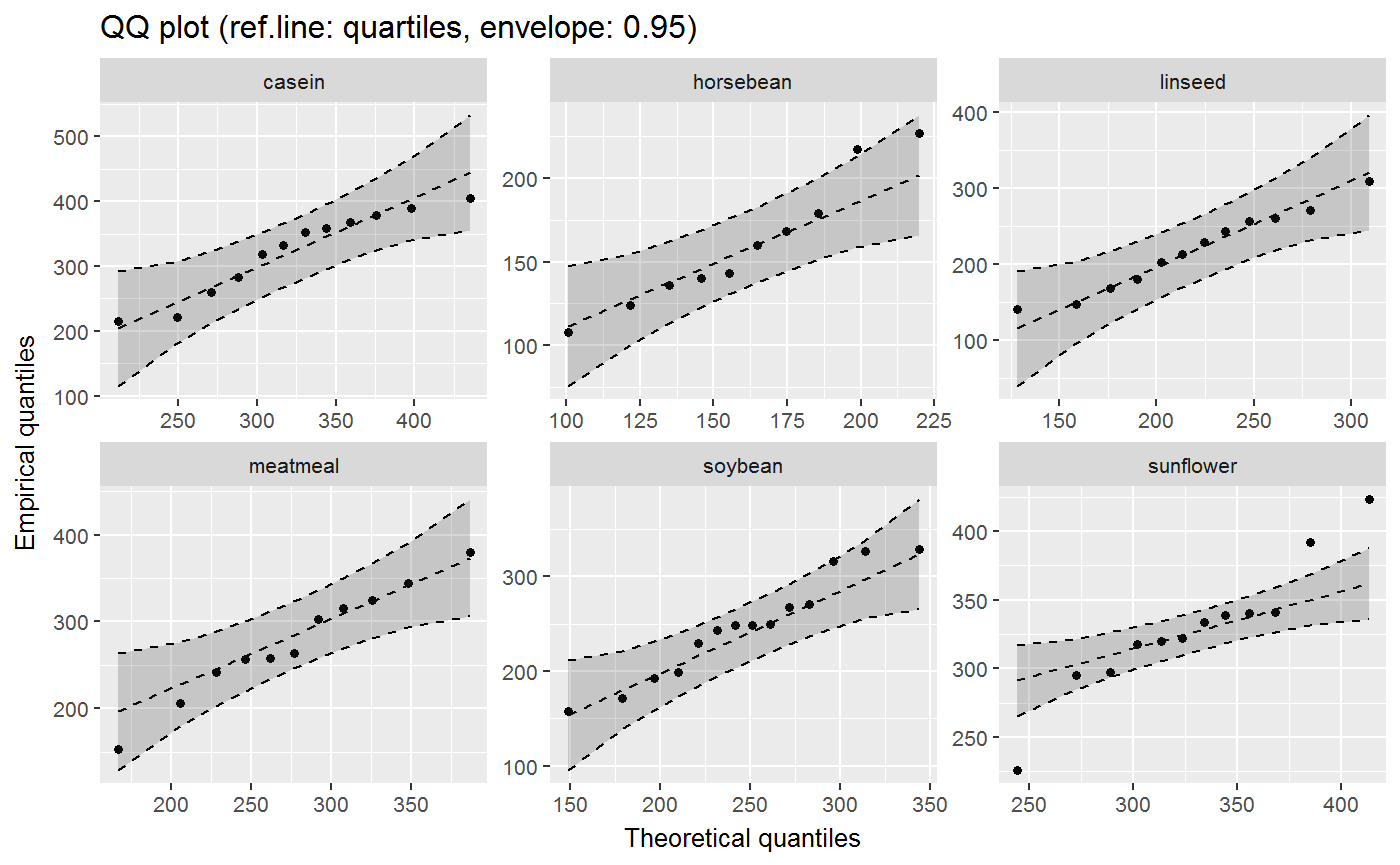 QQ plot (ref.line: quartiles, envelope: 0.95)
casein
horsebean
linseed
500
400
300
200
100
200
150
100
400
300
200
100
250 300 350 400
100 125 150 175 200 225
150 200 250 300
meatmeal
soybean
sunflower
400
300
200
300
200
100
400
350
300
250
200 250 300 350
150 200 250 300 350
250 300 350 400
Empirical quantiles
Theoretical quantiles